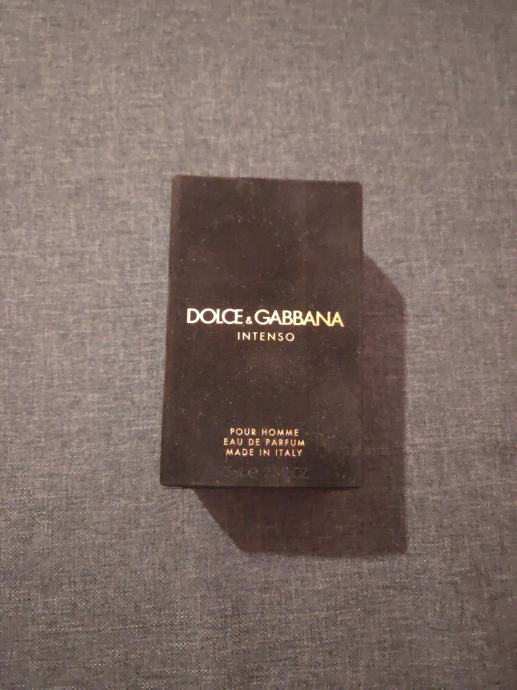 DOLCE & GABBANA
INTENSO
POUR HOMME
EAU DE PARFUM
MADE IN ITALY